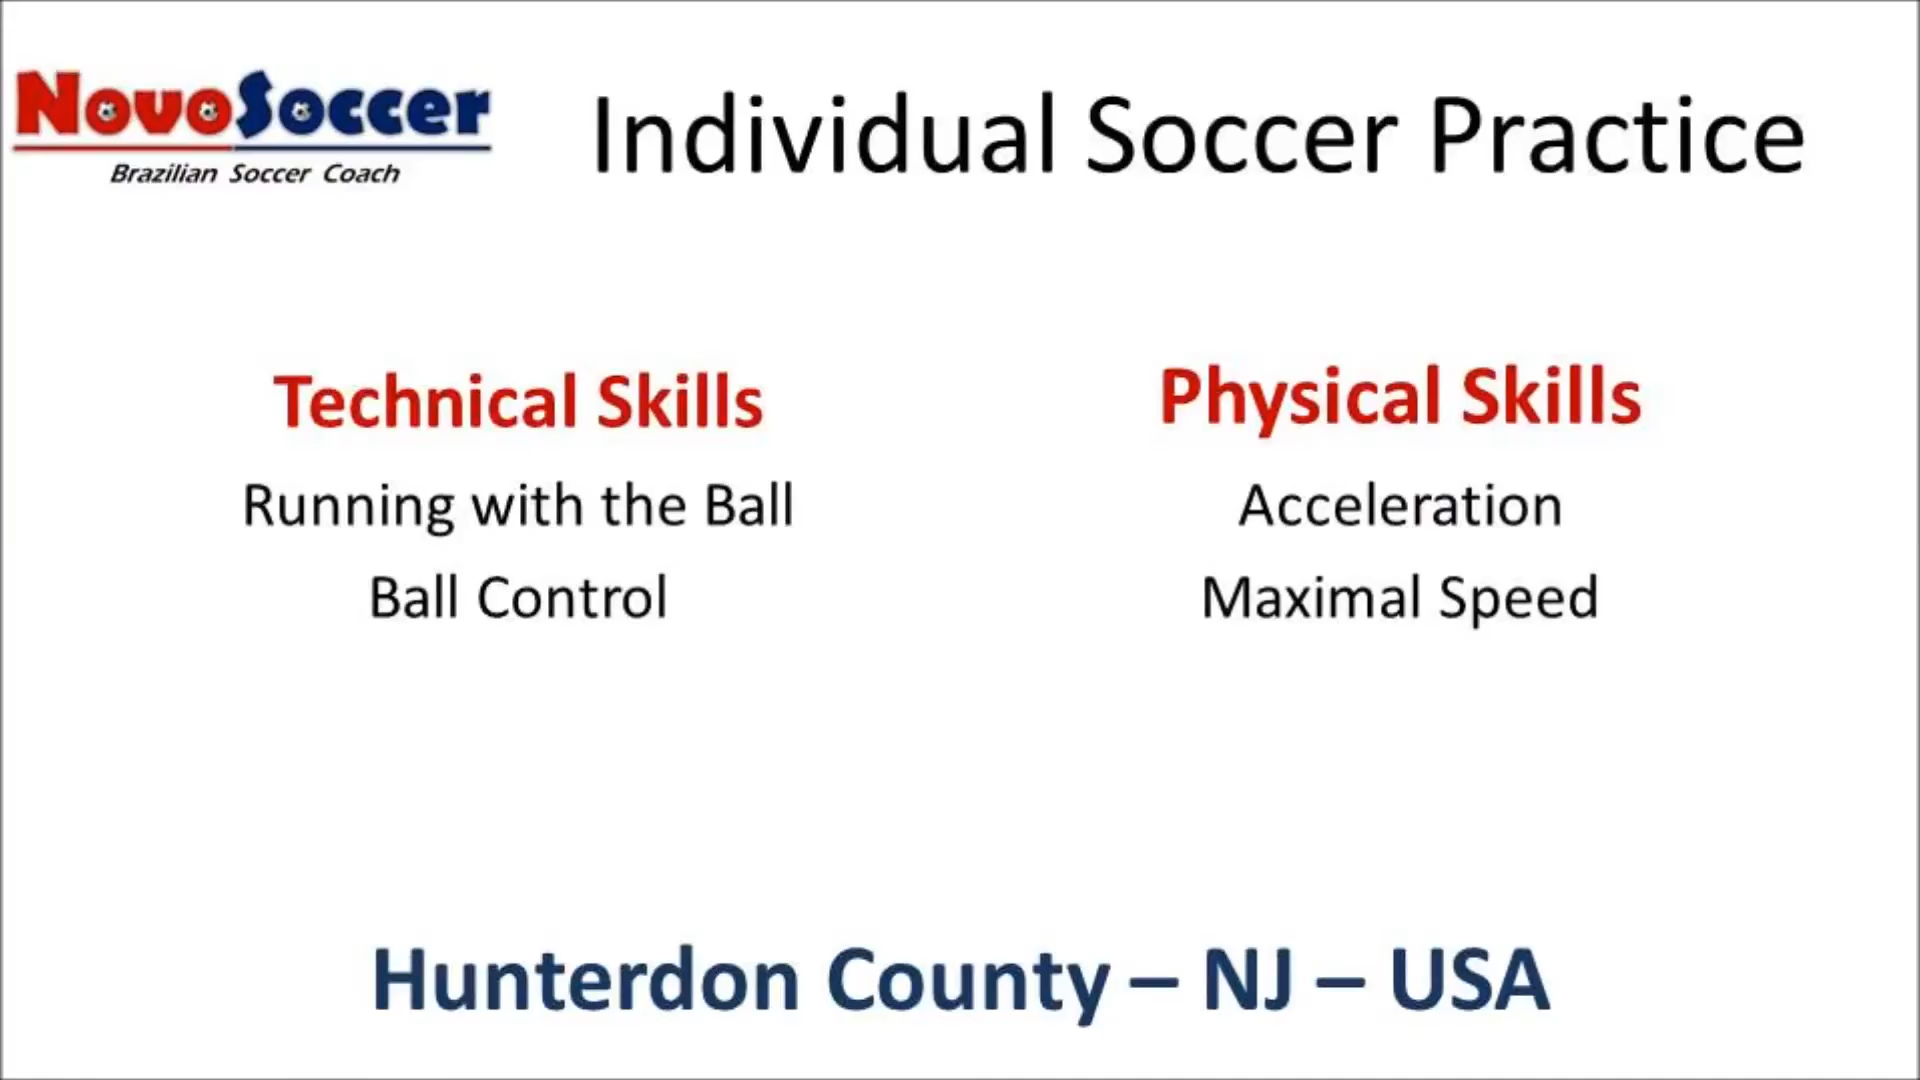 NovoSoccer
Brazilian Soccer Coach
Individual Soccer Practice
Technical Skills
Running with the Ball
Ball Control
Physical Skills
Acceleration
Maximal Speed
Hunterdon County – NJ – USA